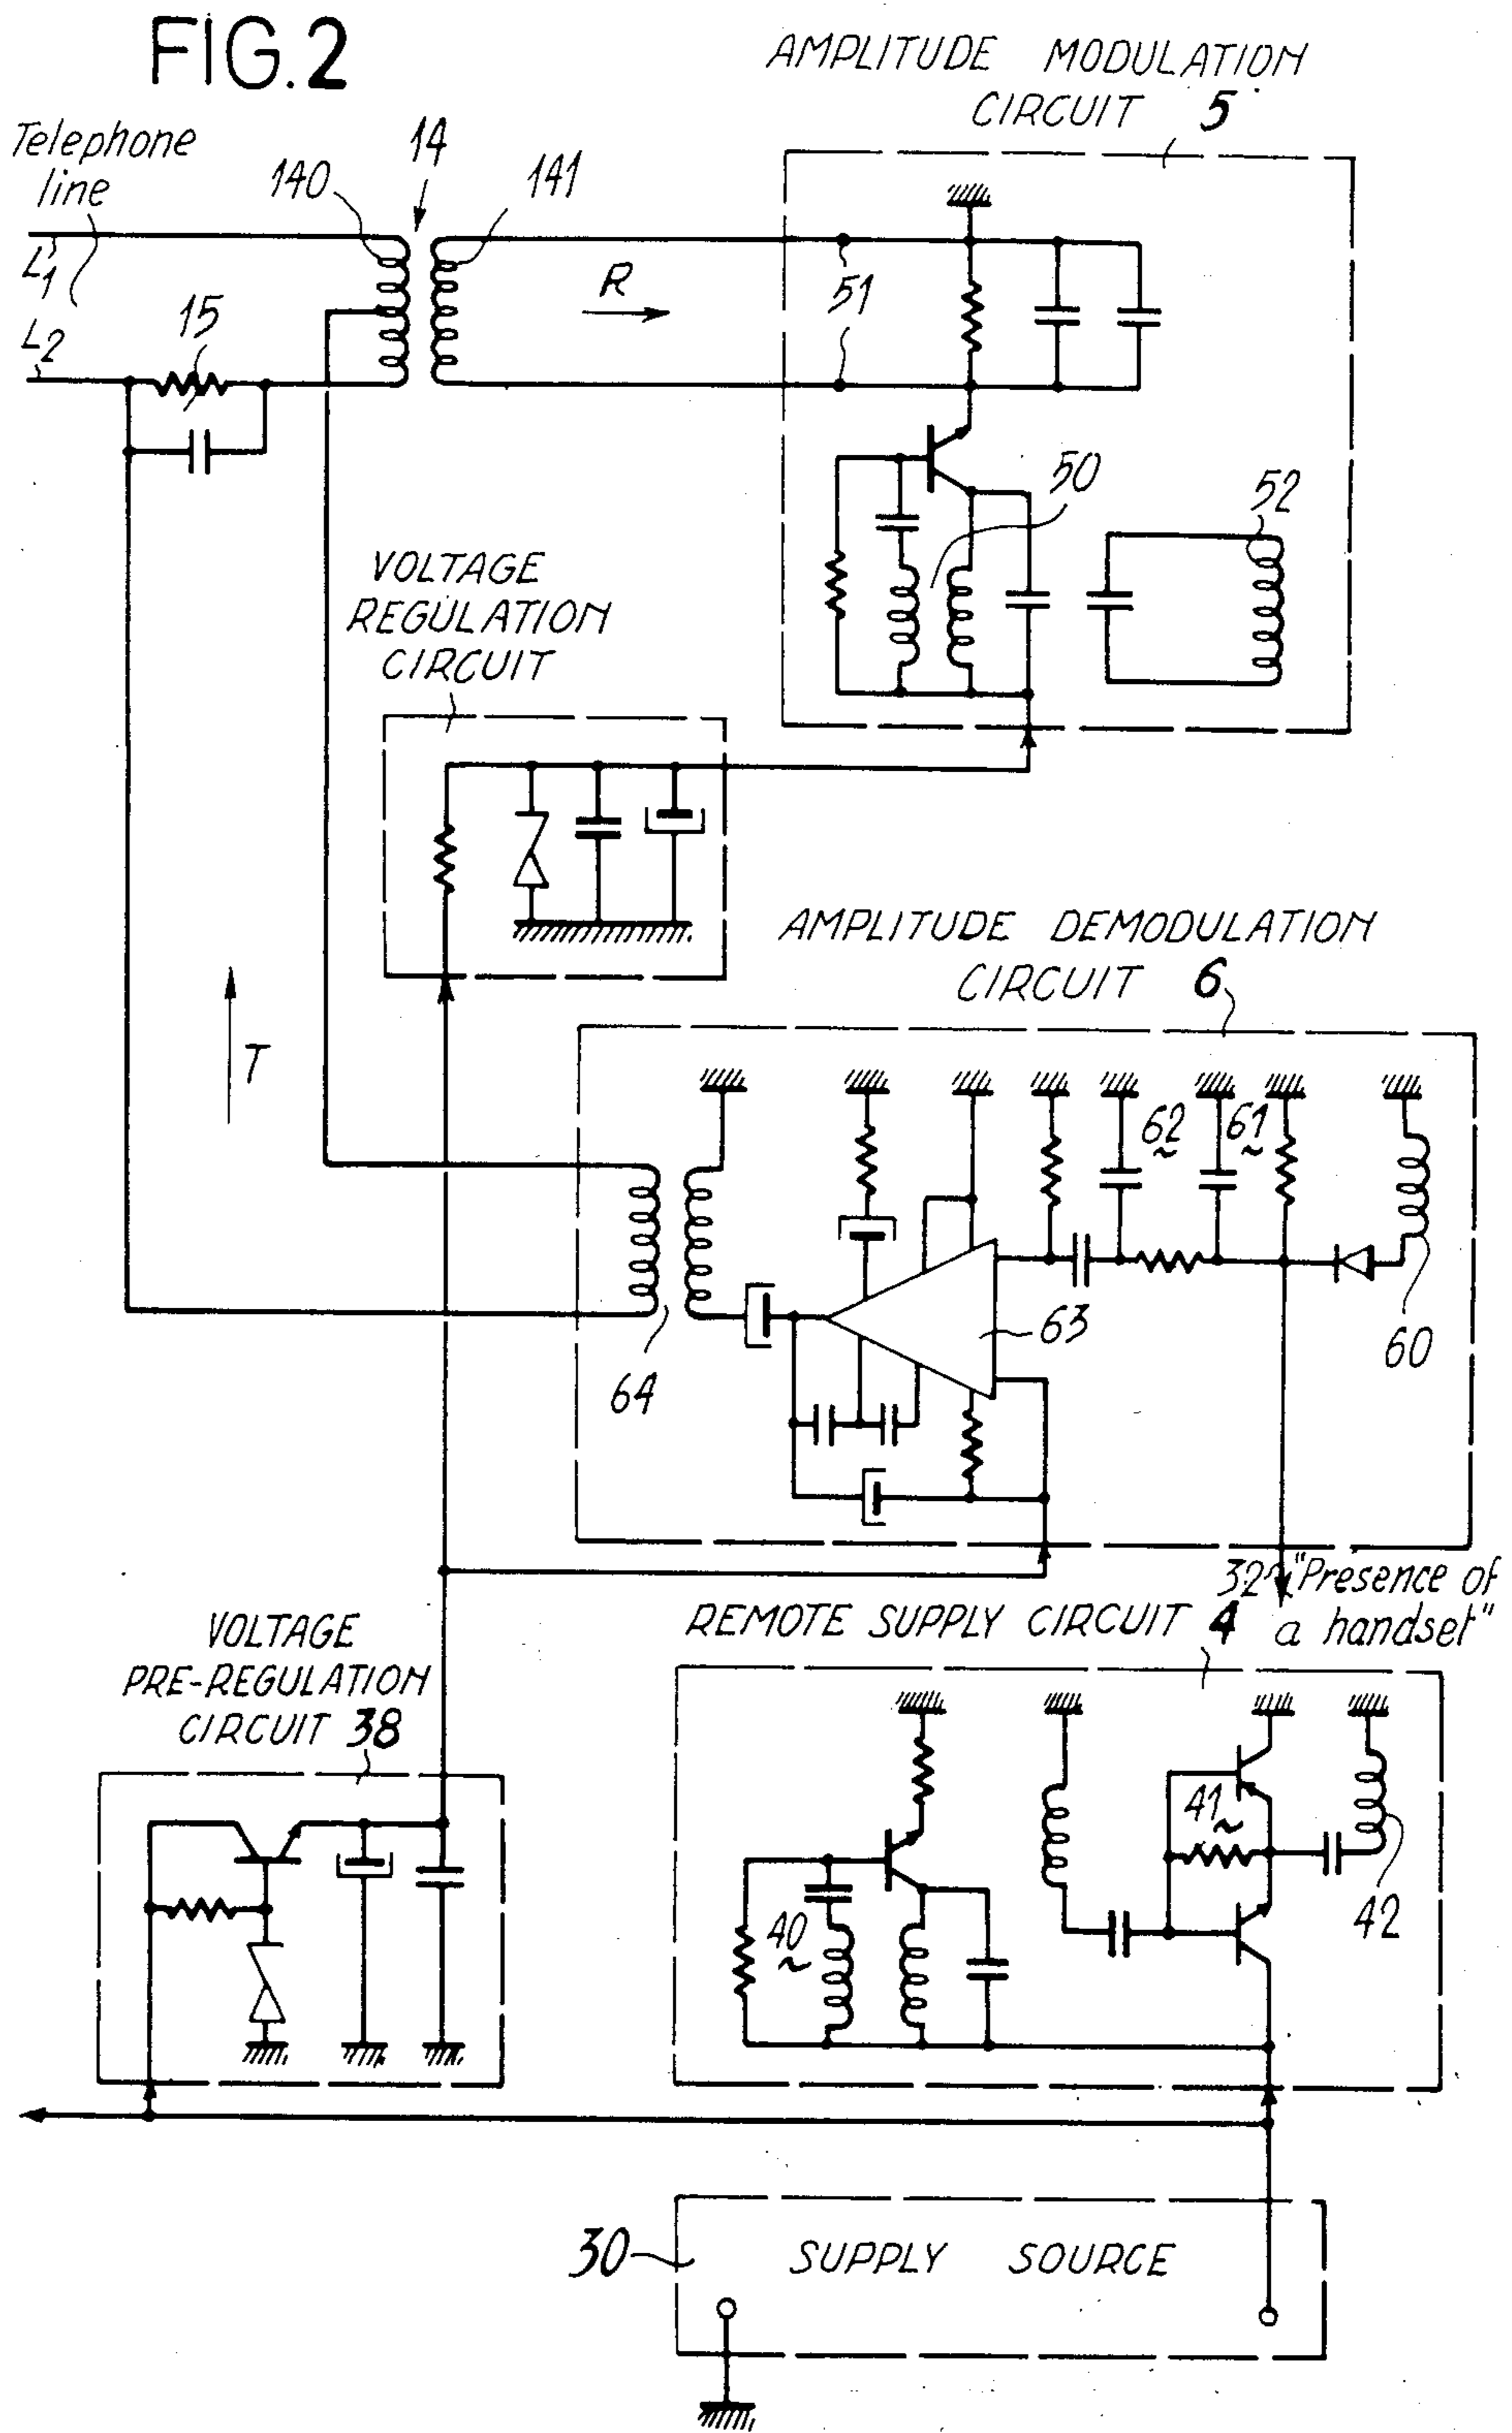 FIG.2
AMPLITUDE MODULATION
CIRCUIT 5
Telephone
line
14
140
141
L1
R
51
15
L2
50
52
VOLTAGE
REGULATION
CIRCUIT
AMPLITUDE DEMODULATION
CIRCUIT 6
T
62
61
63
60
64
32 "Presence of
a handset"
REMOTE SUPPLY CIRCUIT 4
VOLTAGE
PRE-REGULATION
CIRCUIT 38
41
42
40
30
SUPPLY SOURCE